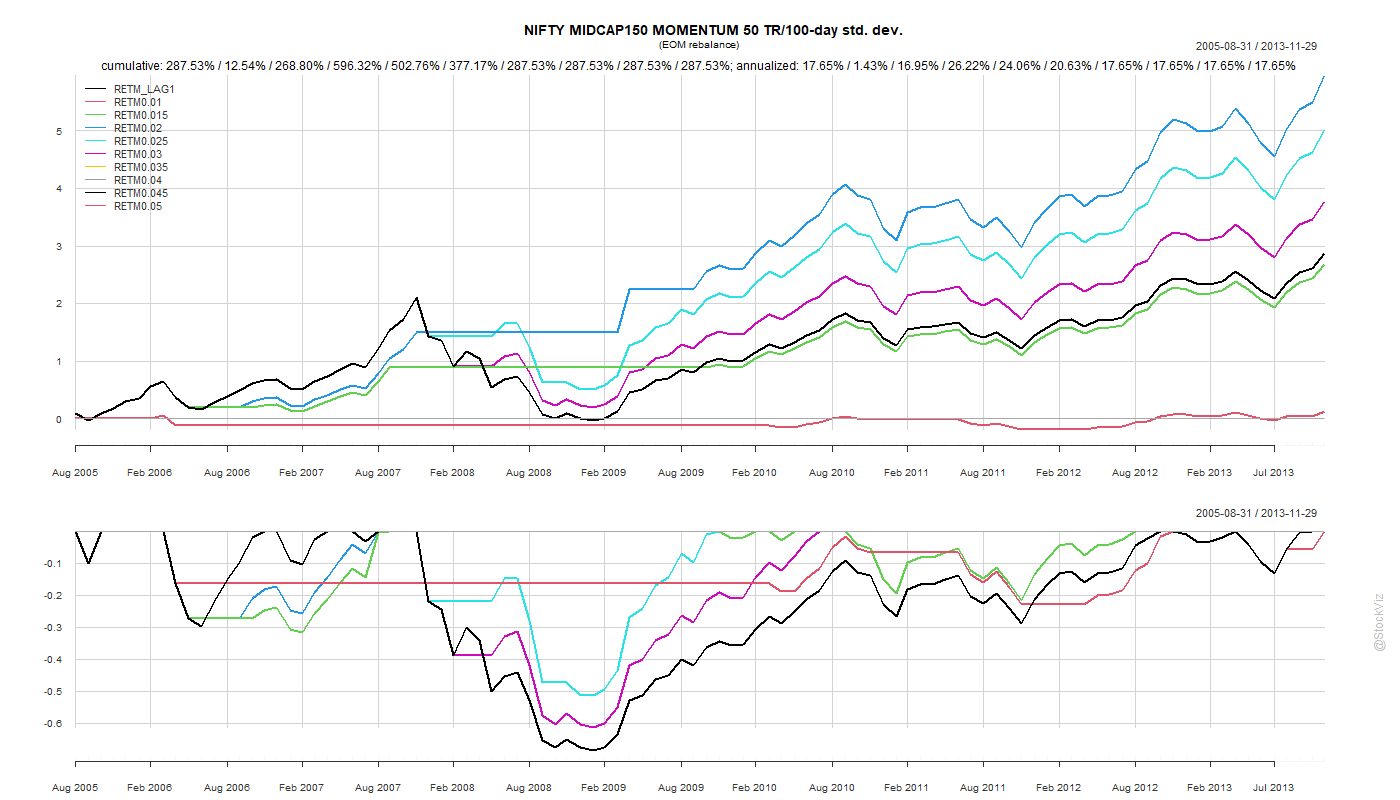 NIFTY MIDCAP150 MOMENTUM 50 TR/100-day std. dev.
(EOM rebalance)
2005-08-31 / 2013-11-29
cumulative: 287.53% / 12.54% / 268.80% / 596.32% / 502.76% / 377.17% / 287.53% / 287.53% / 287.53% / 287.53%; annualized: 17.65% / 1.43% / 16.95% / 26.22% / 24.06% / 20.63% / 17.65% / 17.65% / 17.65% / 17.65%
RETM_LAG1
RETM0.01
RETM0.015
RETM0.02
RETM0.025
RETM0.03
RETM0.035
RETM0.04
RETM0.045
RETM0.05
5
4
3
2
1
0
Aug 2005 Feb 2006 Aug 2006 Feb 2007 Aug 2007 Feb 2008 Aug 2008 Feb 2009 Aug 2009 Feb 2010 Aug 2010 Feb 2011 Aug 2011 Feb 2012 Aug 2012 Feb 2013 Jul 2013
2005-08-31 / 2013-11-29
-0.1
-0.2
-0.3
-0.4
-0.5
-0.6
Aug 2005 Feb 2006 Aug 2006 Feb 2007 Aug 2007 Feb 2008 Aug 2008 Feb 2009 Aug 2009 Feb 2010 Aug 2010 Feb 2011 Aug 2011 Feb 2012 Aug 2012 Feb 2013 Jul 2013
@StockViz